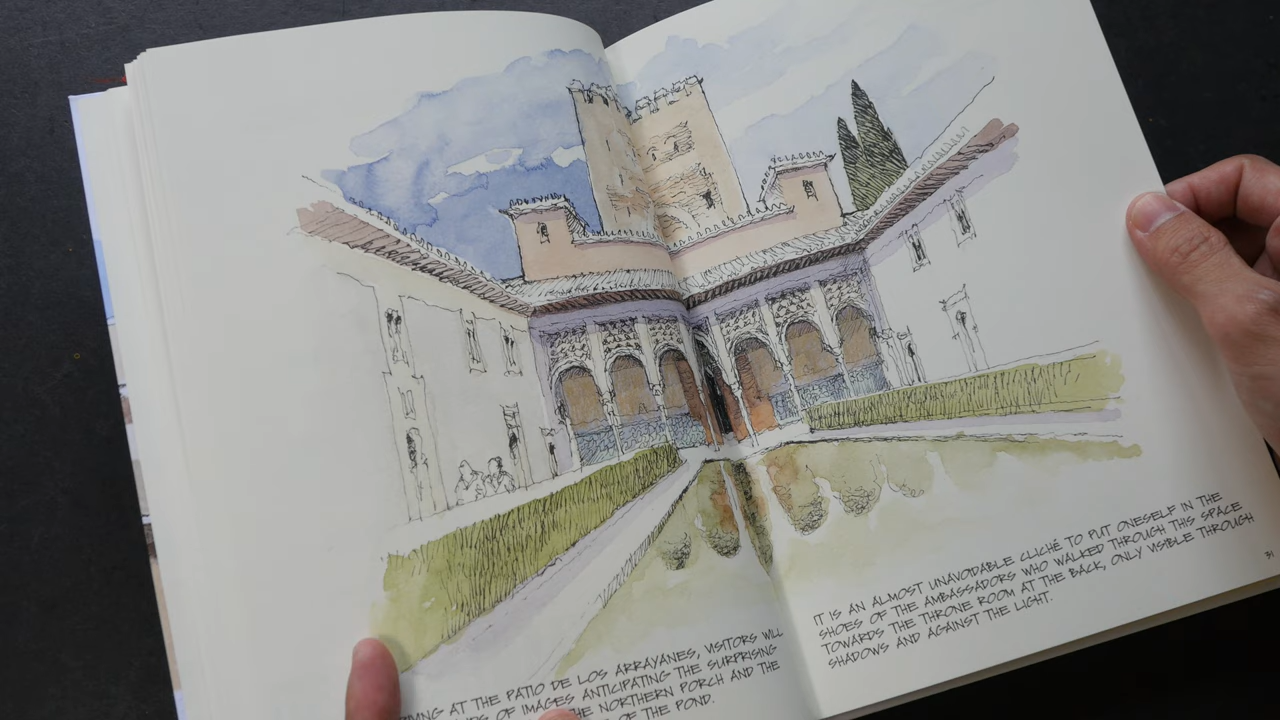 AT THE PATIO DE LOS ARRAYANES, VISITORS WILL
OF IMAGES ANTICIPATING THE SURPRISING
THE NORTHERN PORCH AND THE
OF THE POND.
IT IS AN ALMOST UNAVOIDABLE CLICHÉ TO PUT ONESELF IN THE
SHOES OF THE AMBASSADORS WHO WALKED THROUGH THIS SPACE
TOWARDS THE THRONE ROOM AT THE BACK, ONLY VISIBLE THROUGH
SHADOWS AND AGAINST THE LIGHT.
31